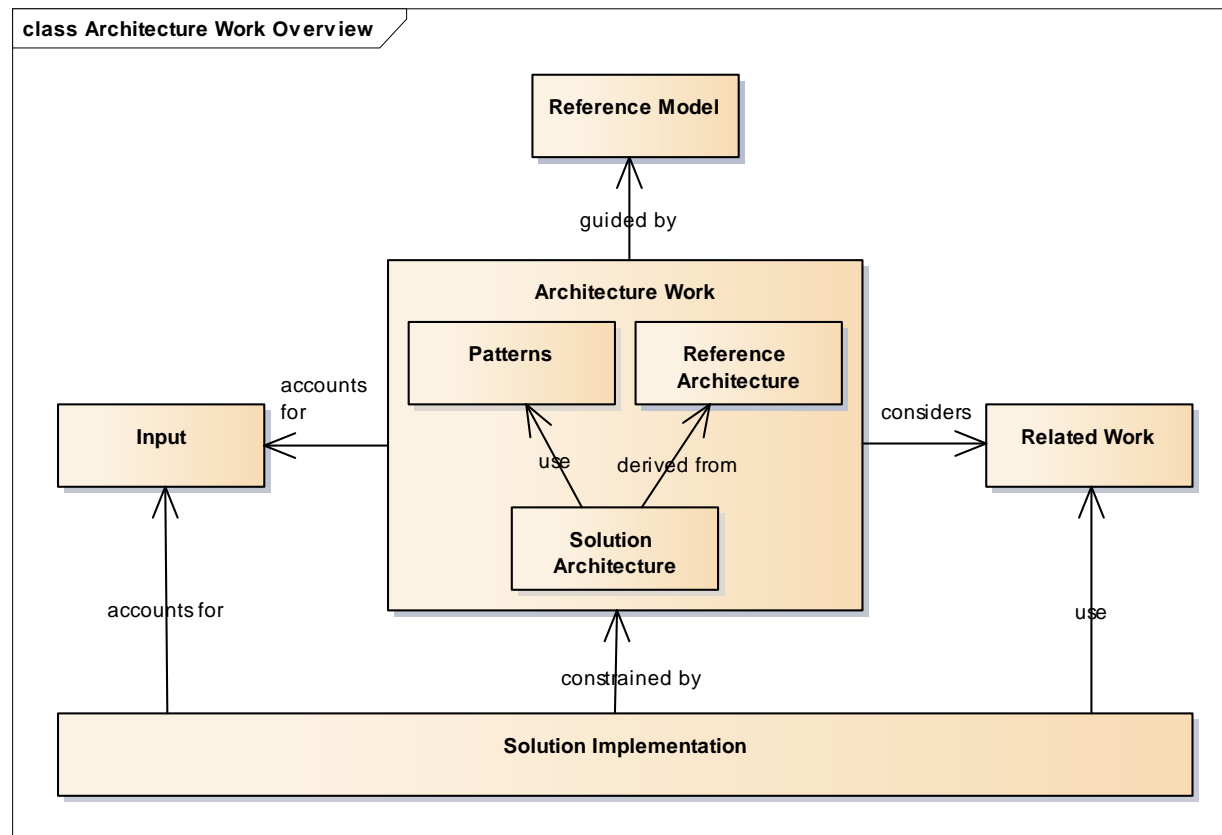 class Architecture Work Overview
Reference Model
guided by
Architecture Work
Patterns
Reference
Architecture
accounts
for
considers
Input
Related Work
use
derived from
Solution
Architecture
accounts for
use
constrained by
Solution Implementation